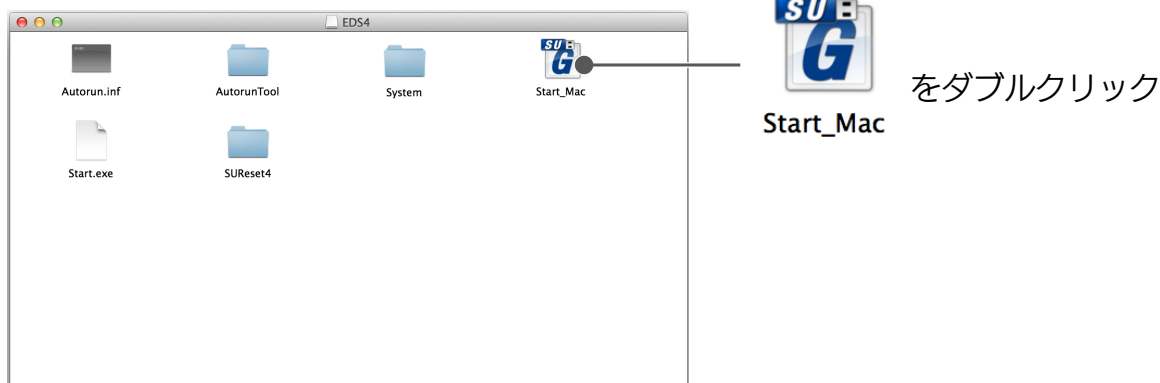 EDS4
SU
G
Autorun.inf
AutorunTool
System
Start_Mac
Start.exe
SUReset4
SU
G
Start_Mac
をダブルクリック